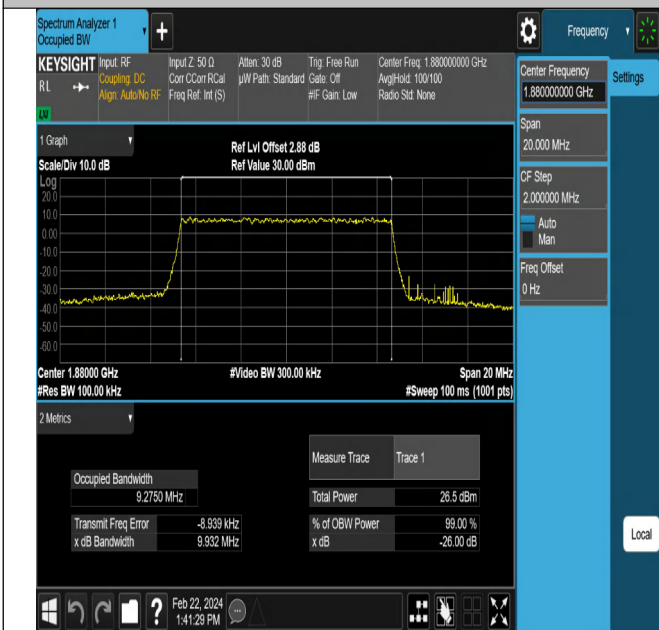 Spectrum Analyzer 1
Occupied BW
+
Frequency
KEYSIGHT
RL
LXI
Input: RF
Coupling: DC
Align: Auto/No RF
Input Z: 50 Ω
Corr CCorr RCal
Freq Ref: Int (S)
Atten: 30 dB
µW Path: Standard
Trig: Free Run
Gate: Off
#IF Gain: Low
Center Freq: 1.880000000 GHz
Avg|Hold: 100/100
Radio Std: None
Center Frequency
1.880000000 GHz
Settings
Span
20.000 MHz
CF Step
2.000000 MHz
Auto
Man
Freq Offset
0 Hz
Local
1 Graph
Scale/Div 10.0 dB
Ref Lvl Offset 2.88 dB
Ref Value 30.00 dBm
Log
20.0
10.0
0.00
-10.0
-20.0
-30.0
-40.0
-50.0
-60.0
Center 1.88000 GHz
#Res BW 100.00 kHz
#Video BW 300.00 kHz
Span 20 MHz
#Sweep 100 ms (1001 pts)
2 Metrics
Measure Trace Trace 1
Occupied Bandwidth
9.2750 MHz
Total Power 26.5 dBm
Transmit Freq Error -8.939 kHz
% of OBW Power 99.00 %
x dB Bandwidth 9.932 MHz
x dB -26.00 dB
?
Feb 22, 2024
1:41:29 PM